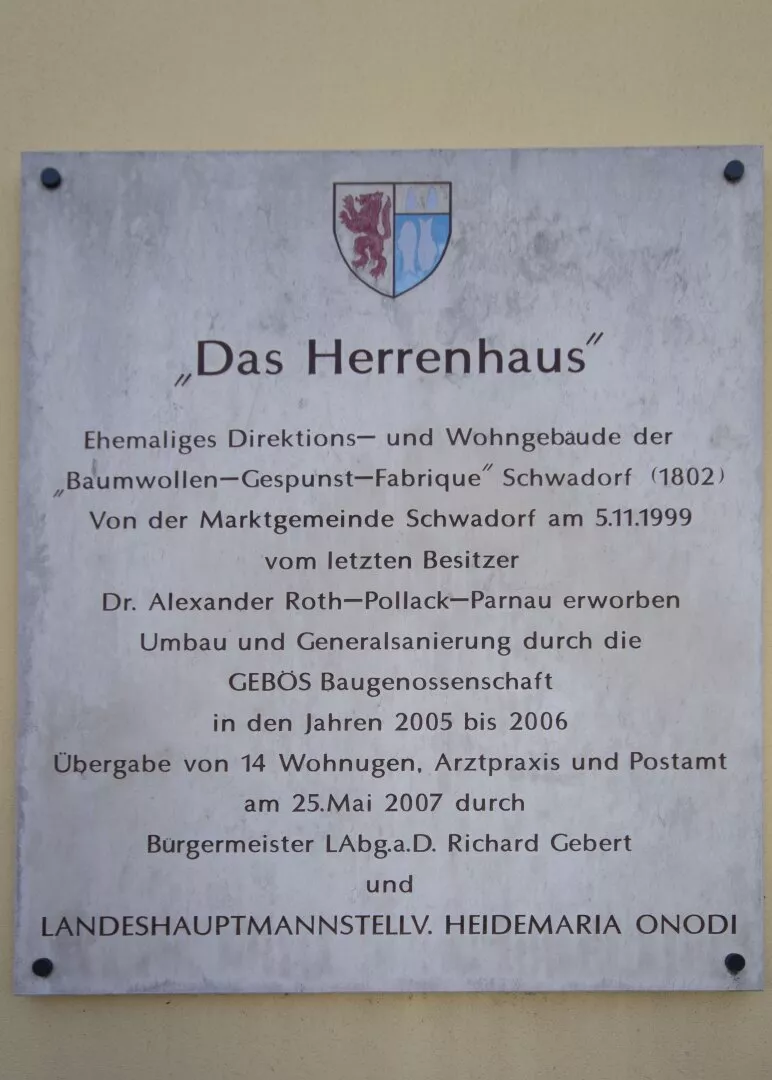 „Das Herrenhaus”
Ehemaliges Direktions– und Wohngebäude der
„Baumwollen–Gespunst–Fabrique” Schwadorf (1802)
Von der Marktgemeinde Schwadorf am 5.11.1999
vom letzten Besitzer
Dr. Alexander Roth–Pollack–Parnau erworben
Umbau und Generalsanierung durch die
GEBÖS Baugenossenschaft
in den Jahren 2005 bis 2006
Übergabe von 14 Wohnugen, Arztpraxis und Postamt
am 25.Mai 2007 durch
Bürgermeister LAbg.a.D. Richard Gebert
und
LANDESHAUPTMANNSTELLV. HEIDEMARIA ONODI